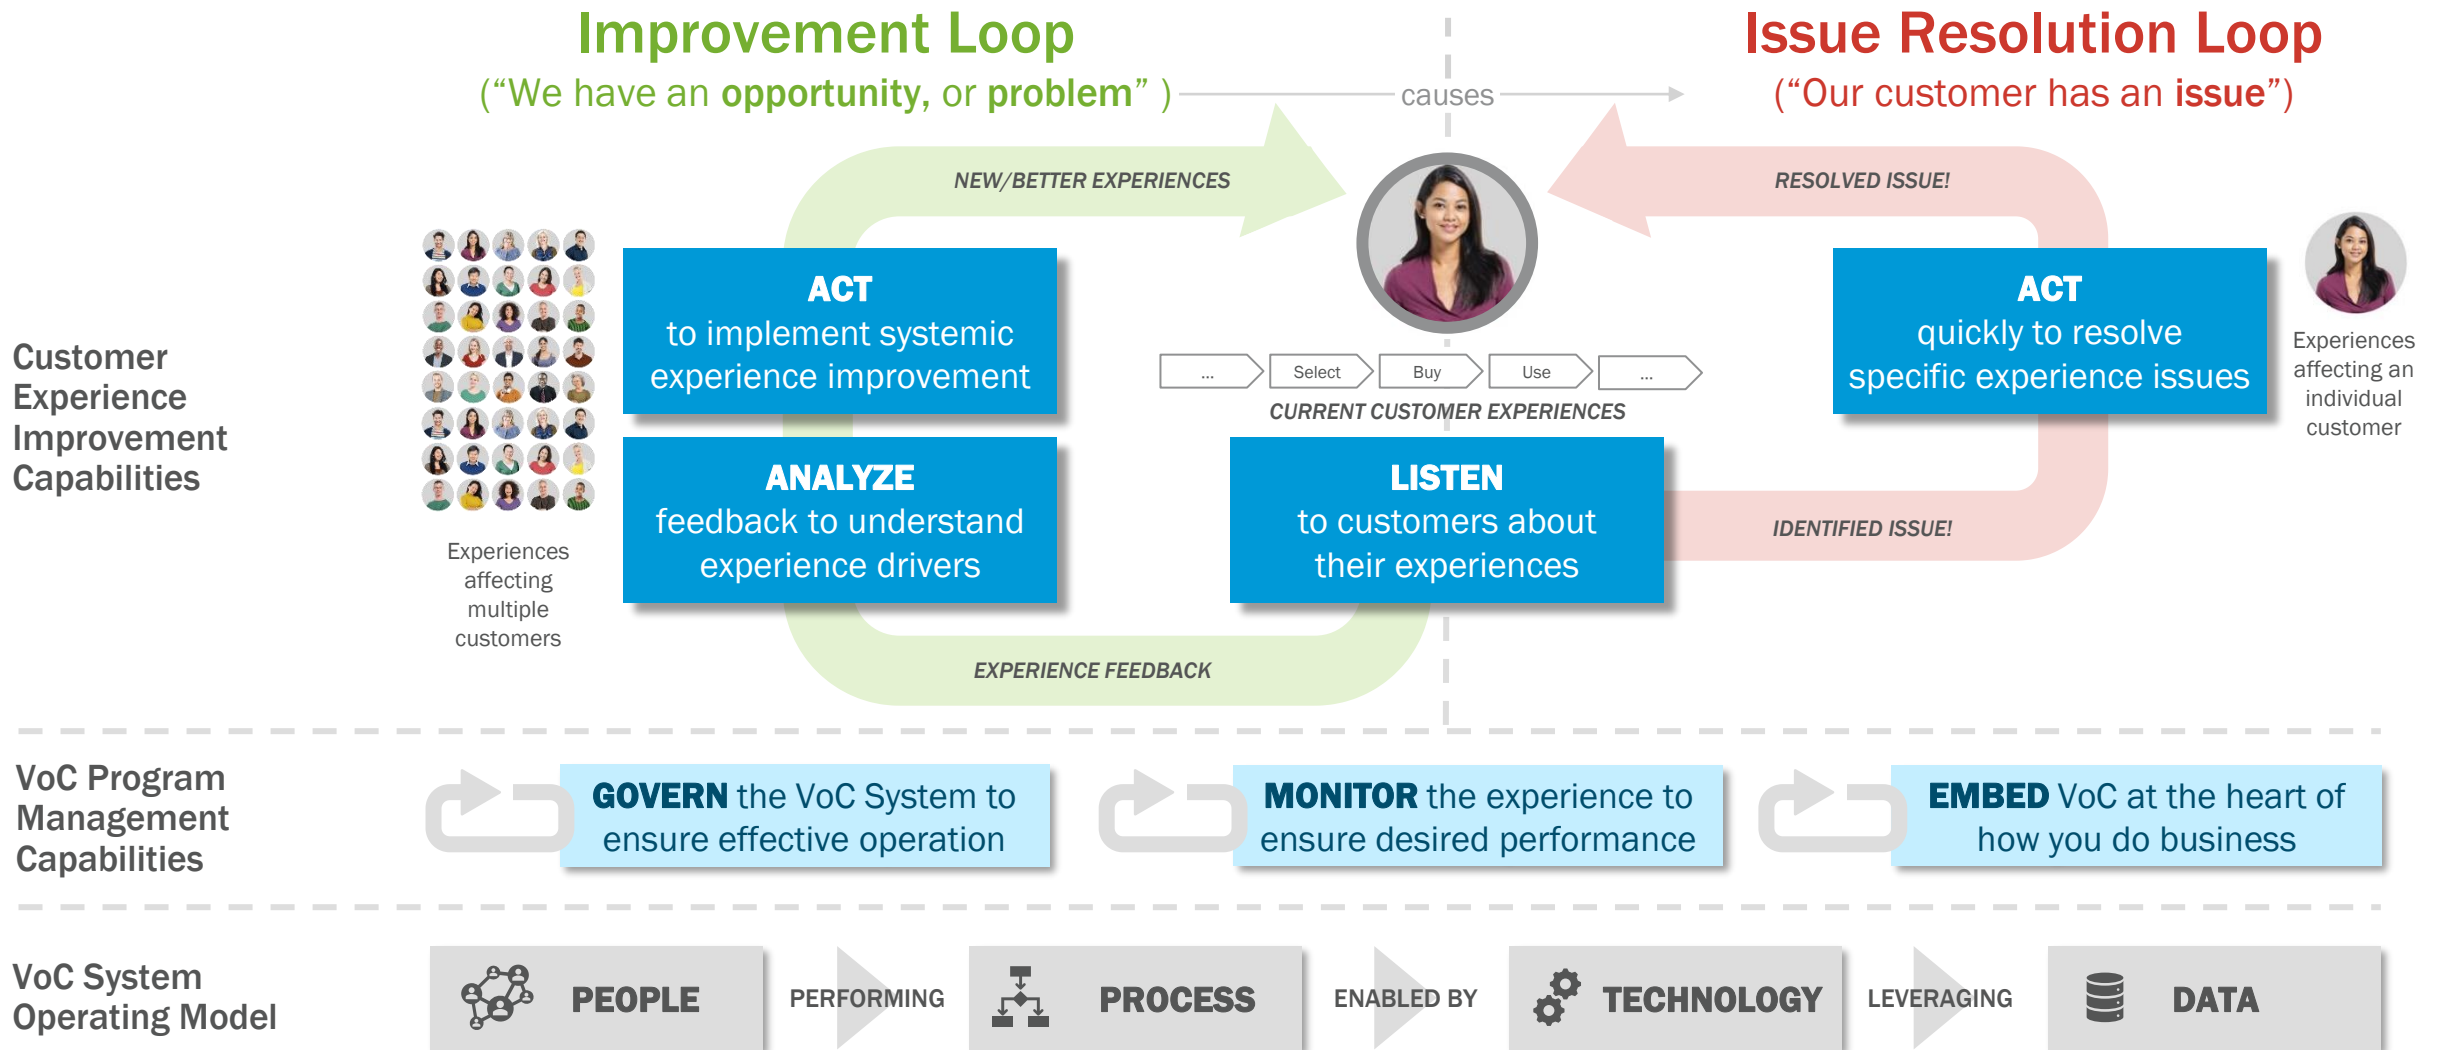 Improvement Loop
(“We have an opportunity, or problem” )
causes
Issue Resolution Loop
(“Our customer has an issue”)
NEW/BETTER EXPERIENCES
RESOLVED ISSUE!
Customer
Experience
Improvement
Capabilities
Experiences
affecting
multiple
customers
ACT
to implement systemic
experience improvement
ANALYZE
feedback to understand
experience drivers
EXPERIENCE FEEDBACK
...
Select
Buy
Use
...
CURRENT CUSTOMER EXPERIENCES
LISTEN
to customers about
their experiences
IDENTIFIED ISSUE!
ACT
quickly to resolve
specific experience issues
Experiences
affecting an
individual
customer
VoC Program
Management
Capabilities
GOVERN the VoC System to
ensure effective operation
MONITOR the experience to
ensure desired performance
EMBED VoC at the heart of
how you do business
VoC System
Operating Model
PEOPLE
PERFORMING
PROCESS
ENABLED BY
TECHNOLOGY
LEVERAGING
DATA